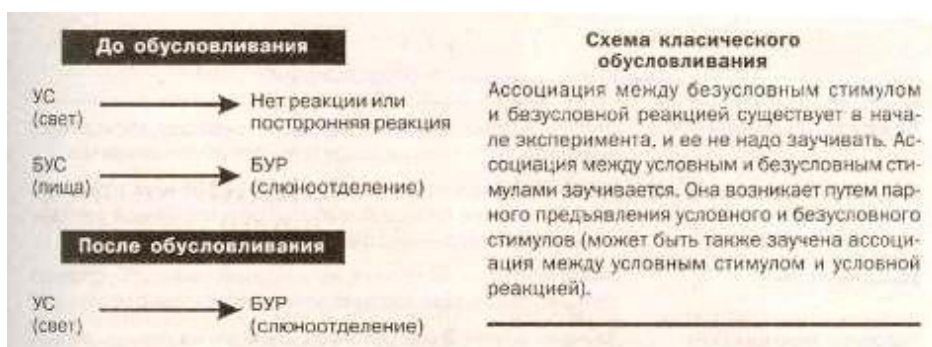 До обусловливания
УС
(свет)
Нет реакции или
посторонняя реакция
БУС
(пища)
БУР
(слюноотделение)
После обусловливания
УС
(свет)
БУР
(слюноотделение)
Схема класического
обусловливания
Ассоциация между безусловным стимулом
и безусловной реакцией существует в нача-
ле эксперимента, и ее не надо заучивать. Ас-
социация между условным и безусловным сти-
мулами заучивается. Она возникает путем пар-
ного предъявления условного и безусловного
стимулов (может быть также заучена ассоци-
ация между условным стимулом и условной
реакцией).